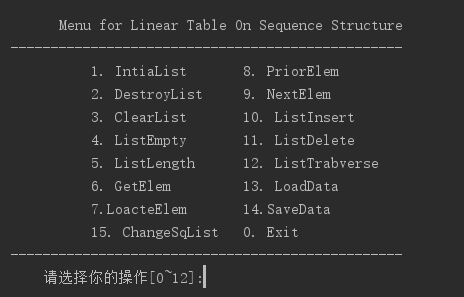 Menu for Linear Table On Sequence Structure
-------------------------------------------------
1. IntiaList 8. PriorElem
2. DestroyList 9. NextElem
3. ClearList 10. ListInsert
4. ListEmpty 11. ListDelete
5. ListLength 12. ListTrabverse
6. GetElem 13. LoadData
7.LoacteElem 14.SaveData
15. ChangeSqList 0. Exit
-------------------------------------------------
请选择你的操作[0~12]: